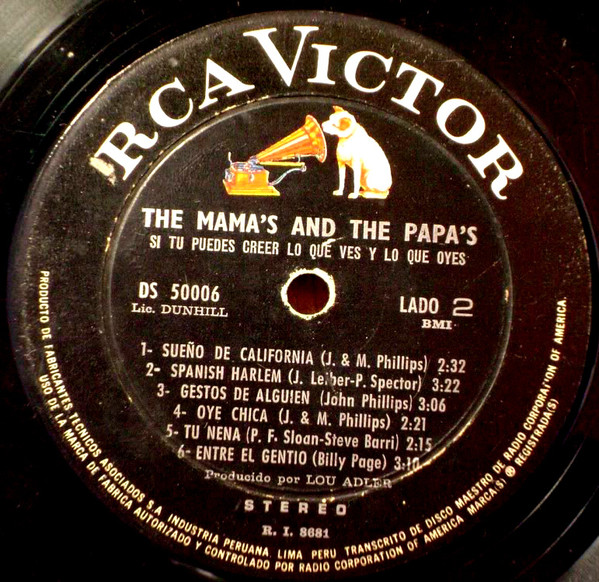 RCA VICTOR
THE MAMA'S AND THE PAPA'S
SI TU PUEDES CREER LO QUE VES Y LO QUE OYES
DS 50006
Lic. DUNHILL
LADO 2
BMI
1- SUEÑO DE CALIFORNIA (J. & M. Phillips) 2:32
2- SPANISH HARLEM (J. Leiber-P. Spector) 3:22
3- GESTOS DE ALGUIEN (John Phillips) 3:06
4- OYE CHICA (J. & M. Phillips) 2:21
5- TU NENA (P. F. Sloan-Steve Barri) 2:15
6- ENTRE EL GENTIO (Billy Page) 3:10
Producido por LOU ADLER
STEREO
R. I. 8681
PRODUCTO DE FABRICANTES TECNICOS ASOCIADOS S.A. INDUSTRIA PERUANA LIMA PERU TRANSCRITO DE DISCO MAESTRO DE RADIO CORPORATION OF AMERICA.
USO DE LA MARCA DE FABRICA AUTORIZADO Y CONTROLADO POR RADIO CORPORATION OF AMERICA MARCA(S) ® REGISTRADA(S)